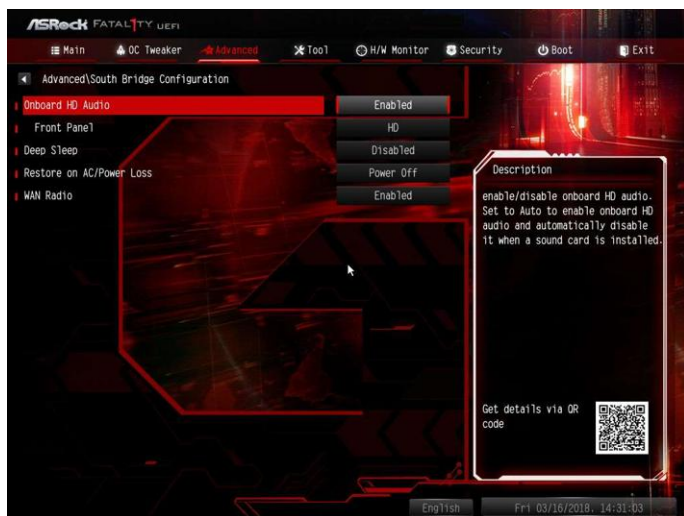 ASRock FATAL1TY UEFI
Main OC Tweaker Advanced Tool H/W Monitor Security Boot Exit
Advanced\South Bridge Configuration
Onboard HD Audio Enabled
Front Panel HD
Deep Sleep Disabled
Restore on AC/Power Loss Power Off
WAN Radio Enabled
Description
enable/disable onboard HD audio.
Set to Auto to enable onboard HD
audio and automatically disable
it when a sound card is installed.
Get details via QR
code
English Fri 03/16/2018, 14:31:03